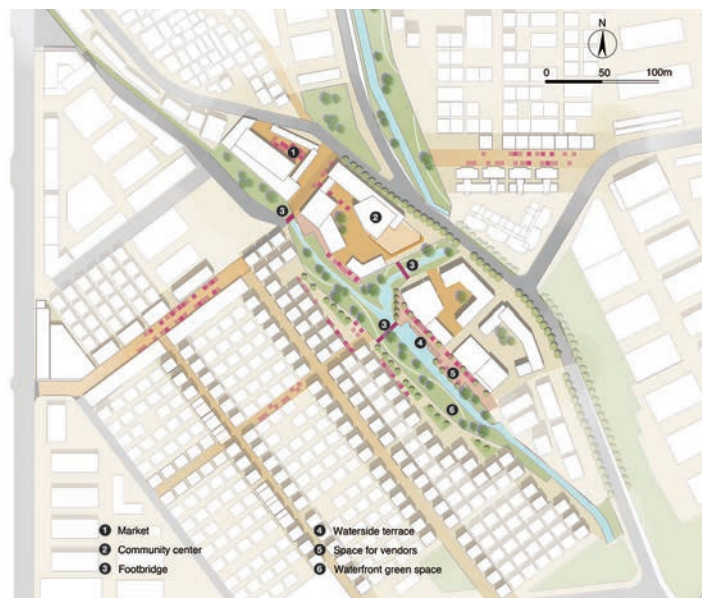 N
0 50 100m
1
2
3
3
3
4
5
6
1 Market
2 Community center
3 Footbridge
4 Waterside terrace
5 Space for vendors
6 Waterfront green space